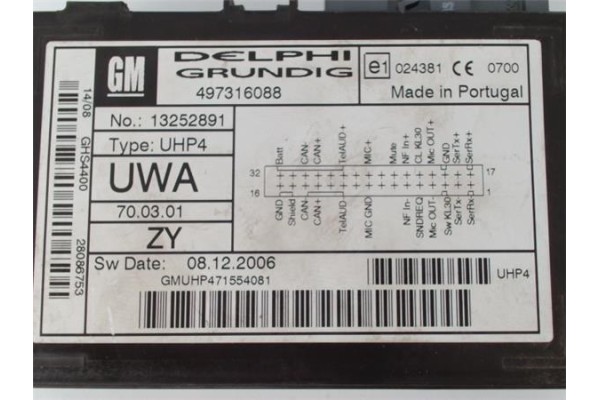 GM
DELPHI
GRUNDIG
497316088
e1 024381 CE 0700
Made in Portugal
14/08 GHS4400 28086753
No.: 13252891
Type: UHP4
UWA
70.03.01
ZY
Batt CAN- CAN+ TelAUD+ MIC+ Mute NF In+ CL KL30 Mic OUT+ GND SerTx+ SerRx+
32 17
16 1
GND Shield CAN- CAN+ TelAUD- MIC GND NF In- SNDREQ Mic OUT- Sw KL30 SerTx- SerRx-
Sw Date: 08.12.2006
GMUHP471554081
UHP4